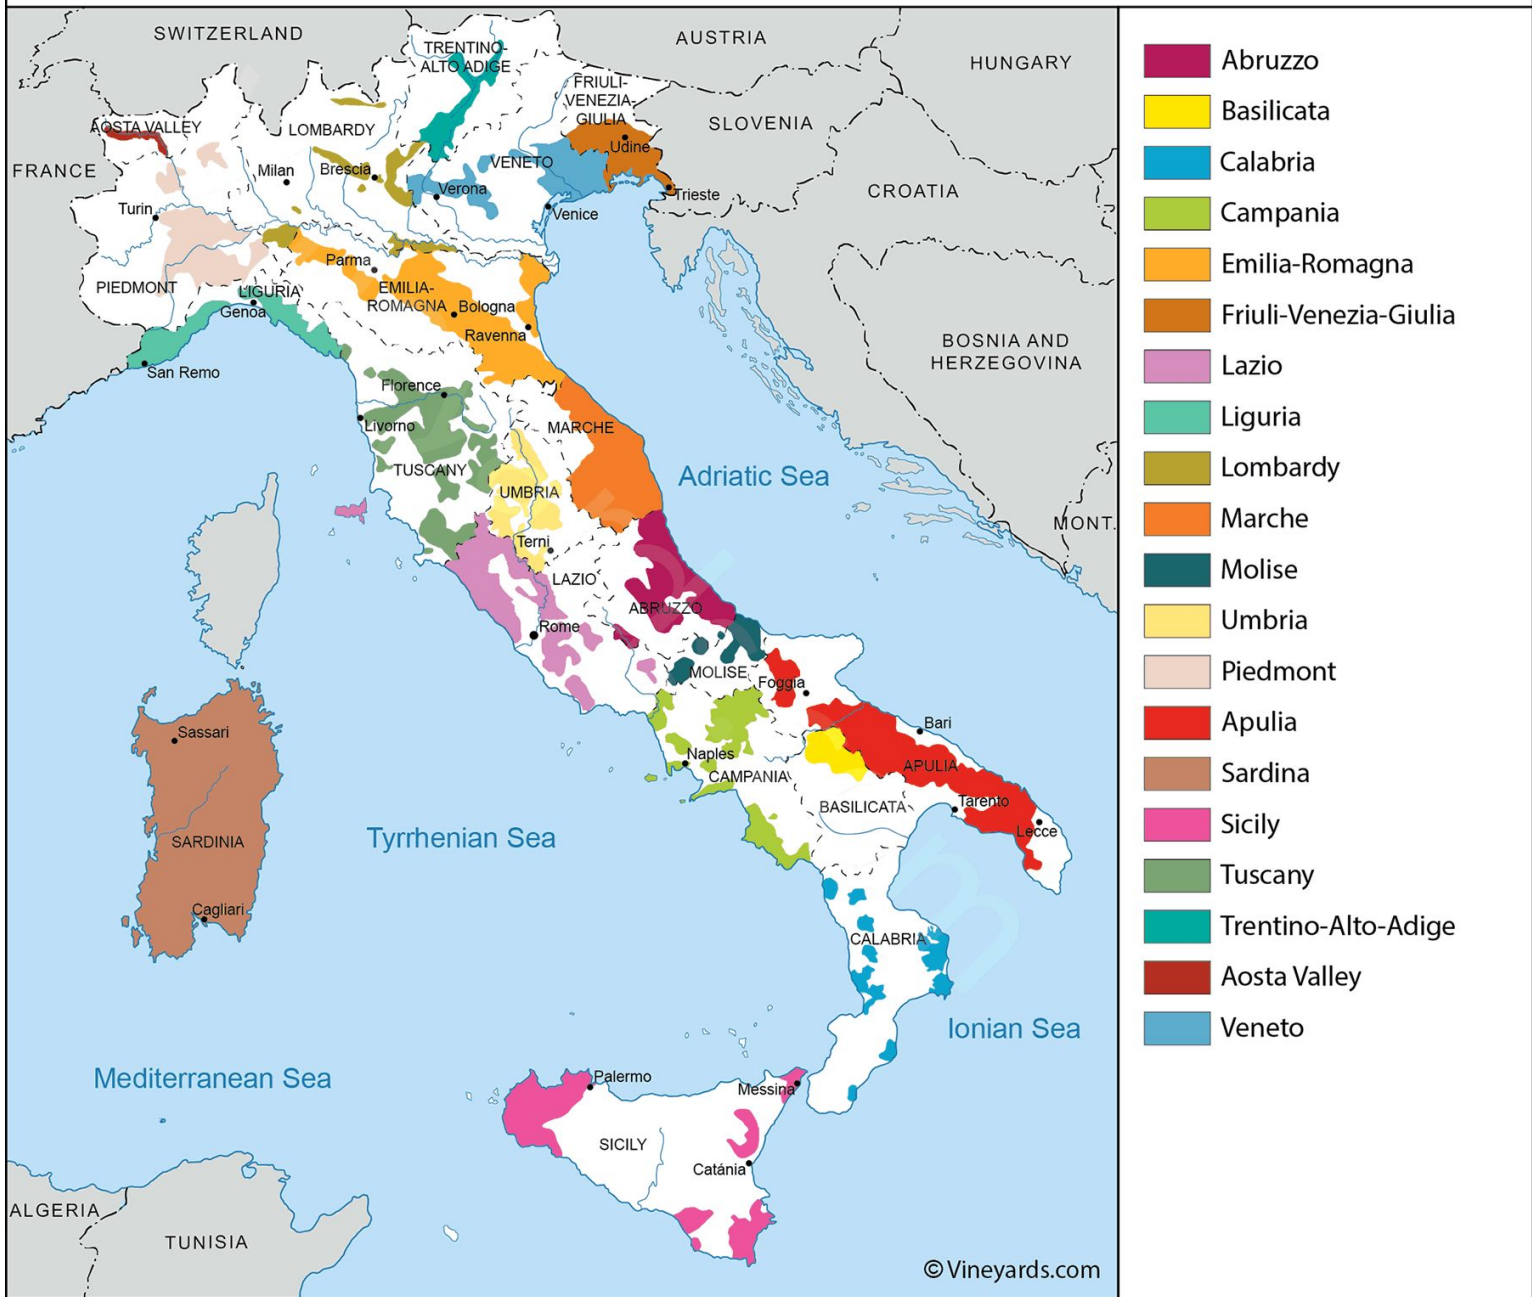 SWITZERLAND
AUSTRIA
HUNGARY
TRENTINO-
ALTO ADIGE
FRIULI-
VENEZIA-
GIULIA
SLOVENIA
AOSTA VALLEY
LOMBARDY
Udine
FRANCE
Milan
Brescia
VENETO
Verona
CROATIA
Trieste
Turin
Venice
Parma
PIEDMONT
LIGURIA
EMILIA-
ROMAGNA
Bologna
Genoa
Ravenna
BOSNIA AND
HERZEGOVINA
San Remo
Florence
Livorno
MARCHE
TUSCANY
Adriatic Sea
UMBRIA
MONT.
Terni
LAZIO
ABRUZZO
Rome
MOLISE
Foggia
Sassari
Bari
Naples
CAMPANIA
APULIA
BASILICATA
Tarento
Lecce
Tyrrhenian Sea
SARDINIA
Cagliari
CALABRIA
Ionian Sea
Mediterranean Sea
Palermo
Messina
SICILY
Catánia
ALGERIA
TUNISIA
© Vineyards.com
Abruzzo
Basilicata
Calabria
Campania
Emilia-Romagna
Friuli-Venezia-Giulia
Lazio
Liguria
Lombardy
Marche
Molise
Umbria
Piedmont
Apulia
Sardina
Sicily
Tuscany
Trentino-Alto-Adige
Aosta Valley
Veneto